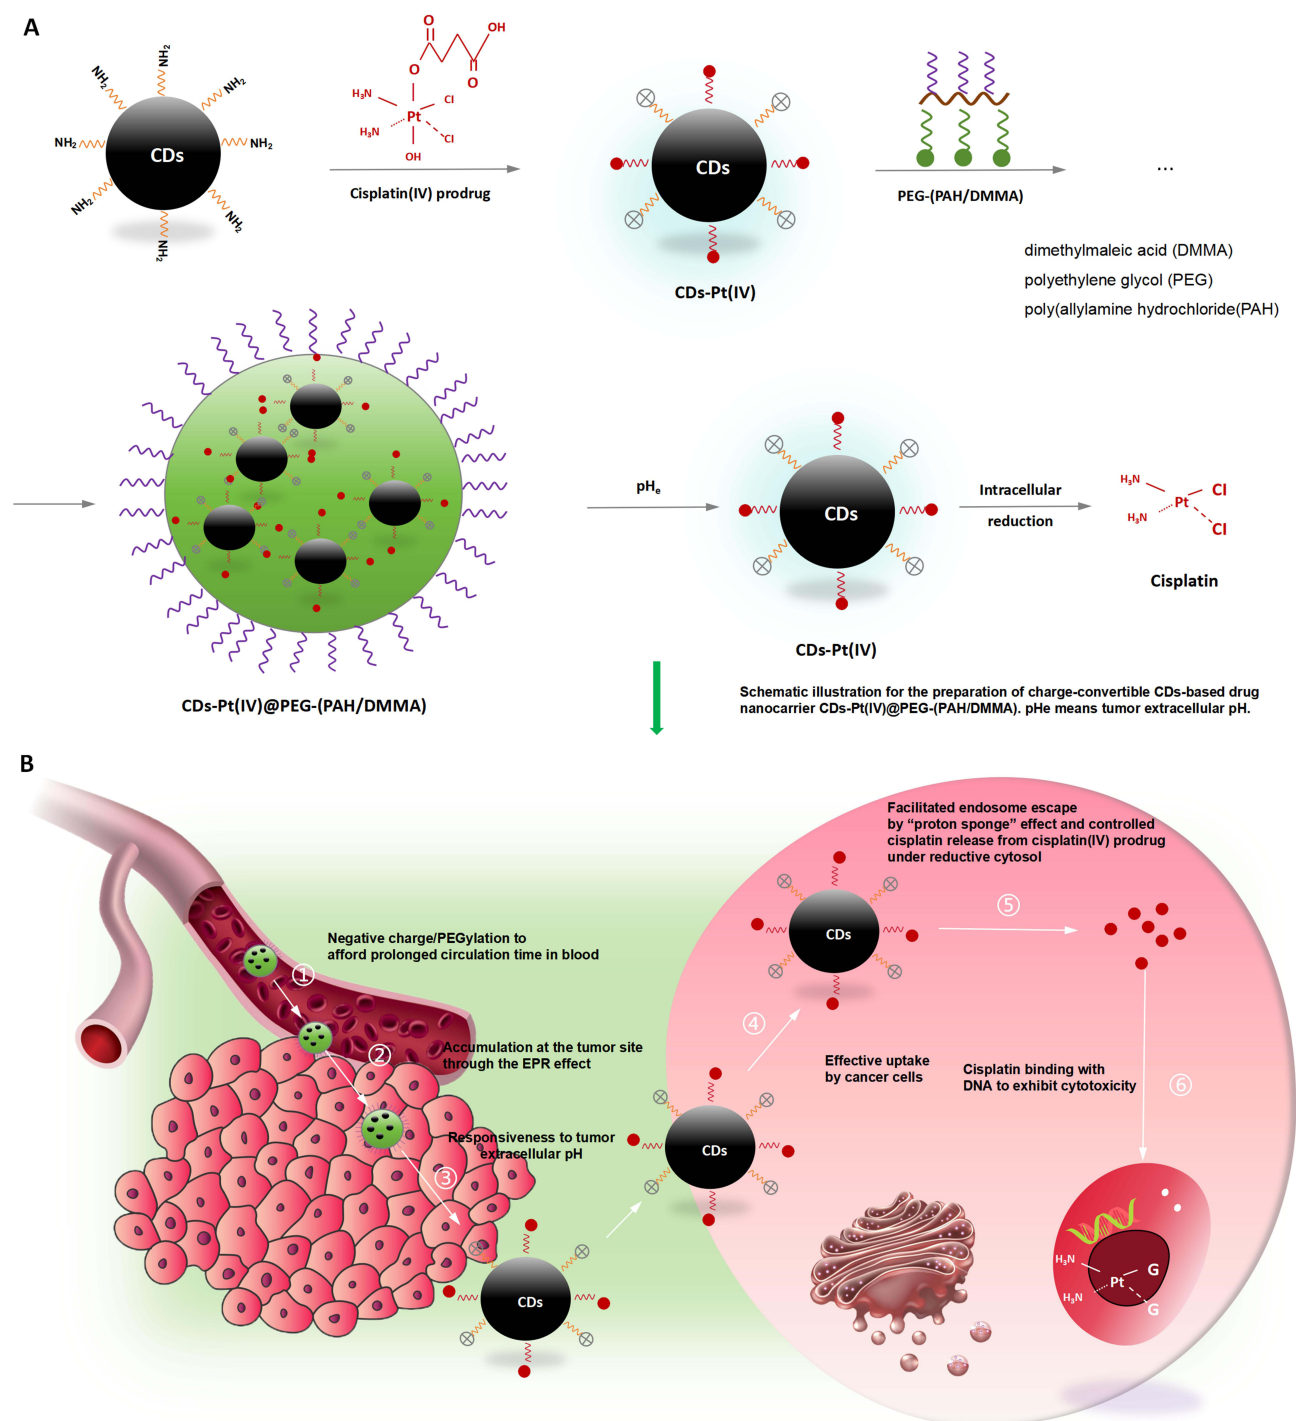 A
NH2
NH2
NH2
NH2
NH2
NH2
NH2
NH2
CDs
O
OH
O
O
H3N
Cl
Pt
H3N
Cl
OH
Cisplatin(IV) prodrug
CDs
CDs-Pt(IV)
PEG-(PAH/DMMA)
...
dimethylmaleic acid (DMMA)
polyethylene glycol (PEG)
poly(allylamine hydrochloride(PAH)
CDs-Pt(IV)@PEG-(PAH/DMMA)
pHe
CDs
CDs-Pt(IV)
Intracellular
reduction
H3N
Cl
Pt
H3N
Cl
Cisplatin
Schematic illustration for the preparation of charge-convertible CDs-based drug
nanocarrier CDs-Pt(IV)@PEG-(PAH/DMMA). pHe means tumor extracellular pH.
B
Negative charge/PEGylation to
afford prolonged circulation time in blood
①
②
Accumulation at the tumor site
through the EPR effect
Responsiveness to tumor
extracellular pH
③
CDs
CDs
④
Effective uptake
by cancer cells
Facilitated endosome escape
by “proton sponge” effect and controlled
cisplatin release from cisplatin(IV) prodrug
under reductive cytosol
CDs
⑤
Cisplatin binding with
DNA to exhibit cytotoxicity
⑥
H3N
Pt
G
H3N
G